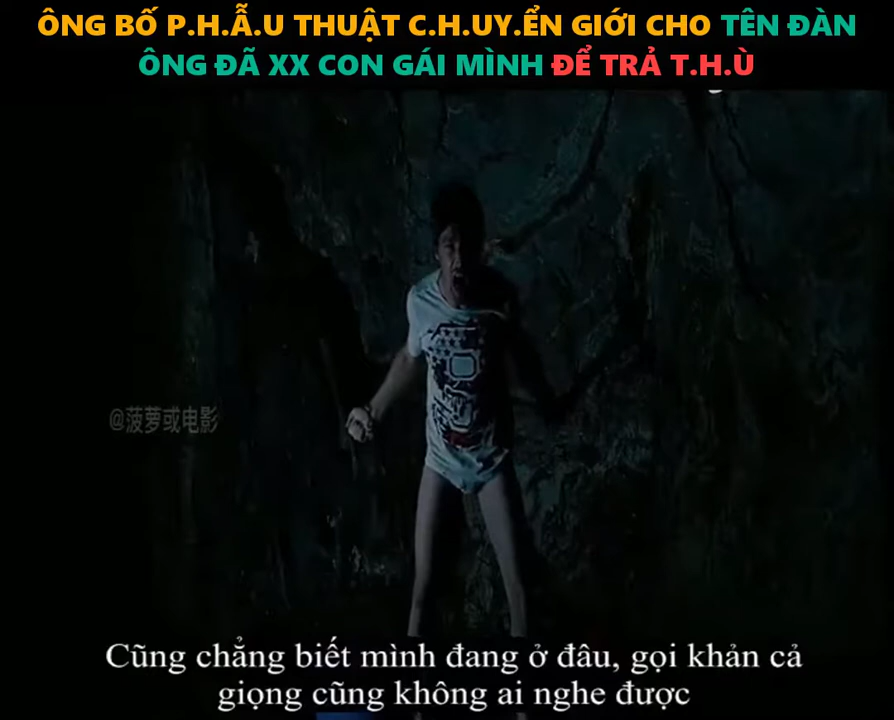 ÔNG BỐ P.H.Ẫ.U THUẬT C.H.UY.ỂN GIỚI CHO TÊN ĐÀN
ÔNG ĐÃ XX CON GÁI MÌNH ĐỂ TRẢ T.H.Ù
@菠萝或电影
Cũng chẳng biết mình đang ở đâu, gọi khản cả
giọng cũng không ai nghe được